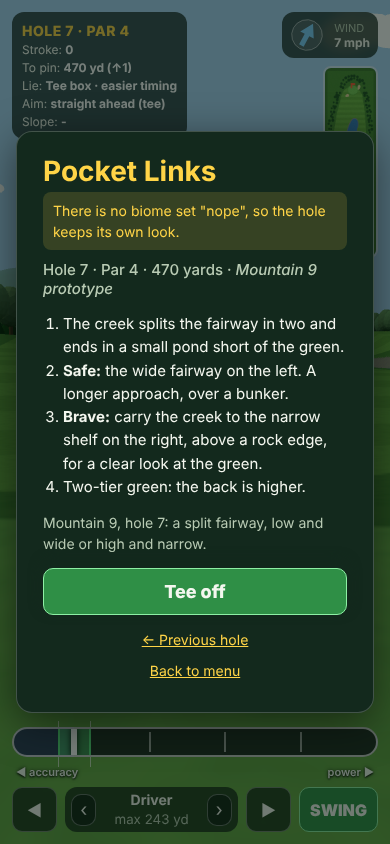 HOLE 7 · PAR 4
Stroke: 0
To pin: 470 yd (↑1)
Lie: Tee box · easier timing
Aim: straight ahead (tee)
Slope: -
WIND
7 mph
Pocket Links
There is no biome set "nope", so the hole
keeps its own look.
Hole 7 · Par 4 · 470 yards · Mountain 9
prototype
1. The creek splits the fairway in two and
ends in a small pond short of the green.
2. Safe: the wide fairway on the left. A
longer approach, over a bunker.
3. Brave: carry the creek to the narrow
shelf on the right, above a rock edge,
for a clear look at the green.
4. Two-tier green: the back is higher.
Mountain 9, hole 7: a split fairway, low and
wide or high and narrow.
Tee off
← Previous hole
Back to menu
◀ accuracy
power ▶
◀
‹
Driver
max 243 yd
›
▶
SWING